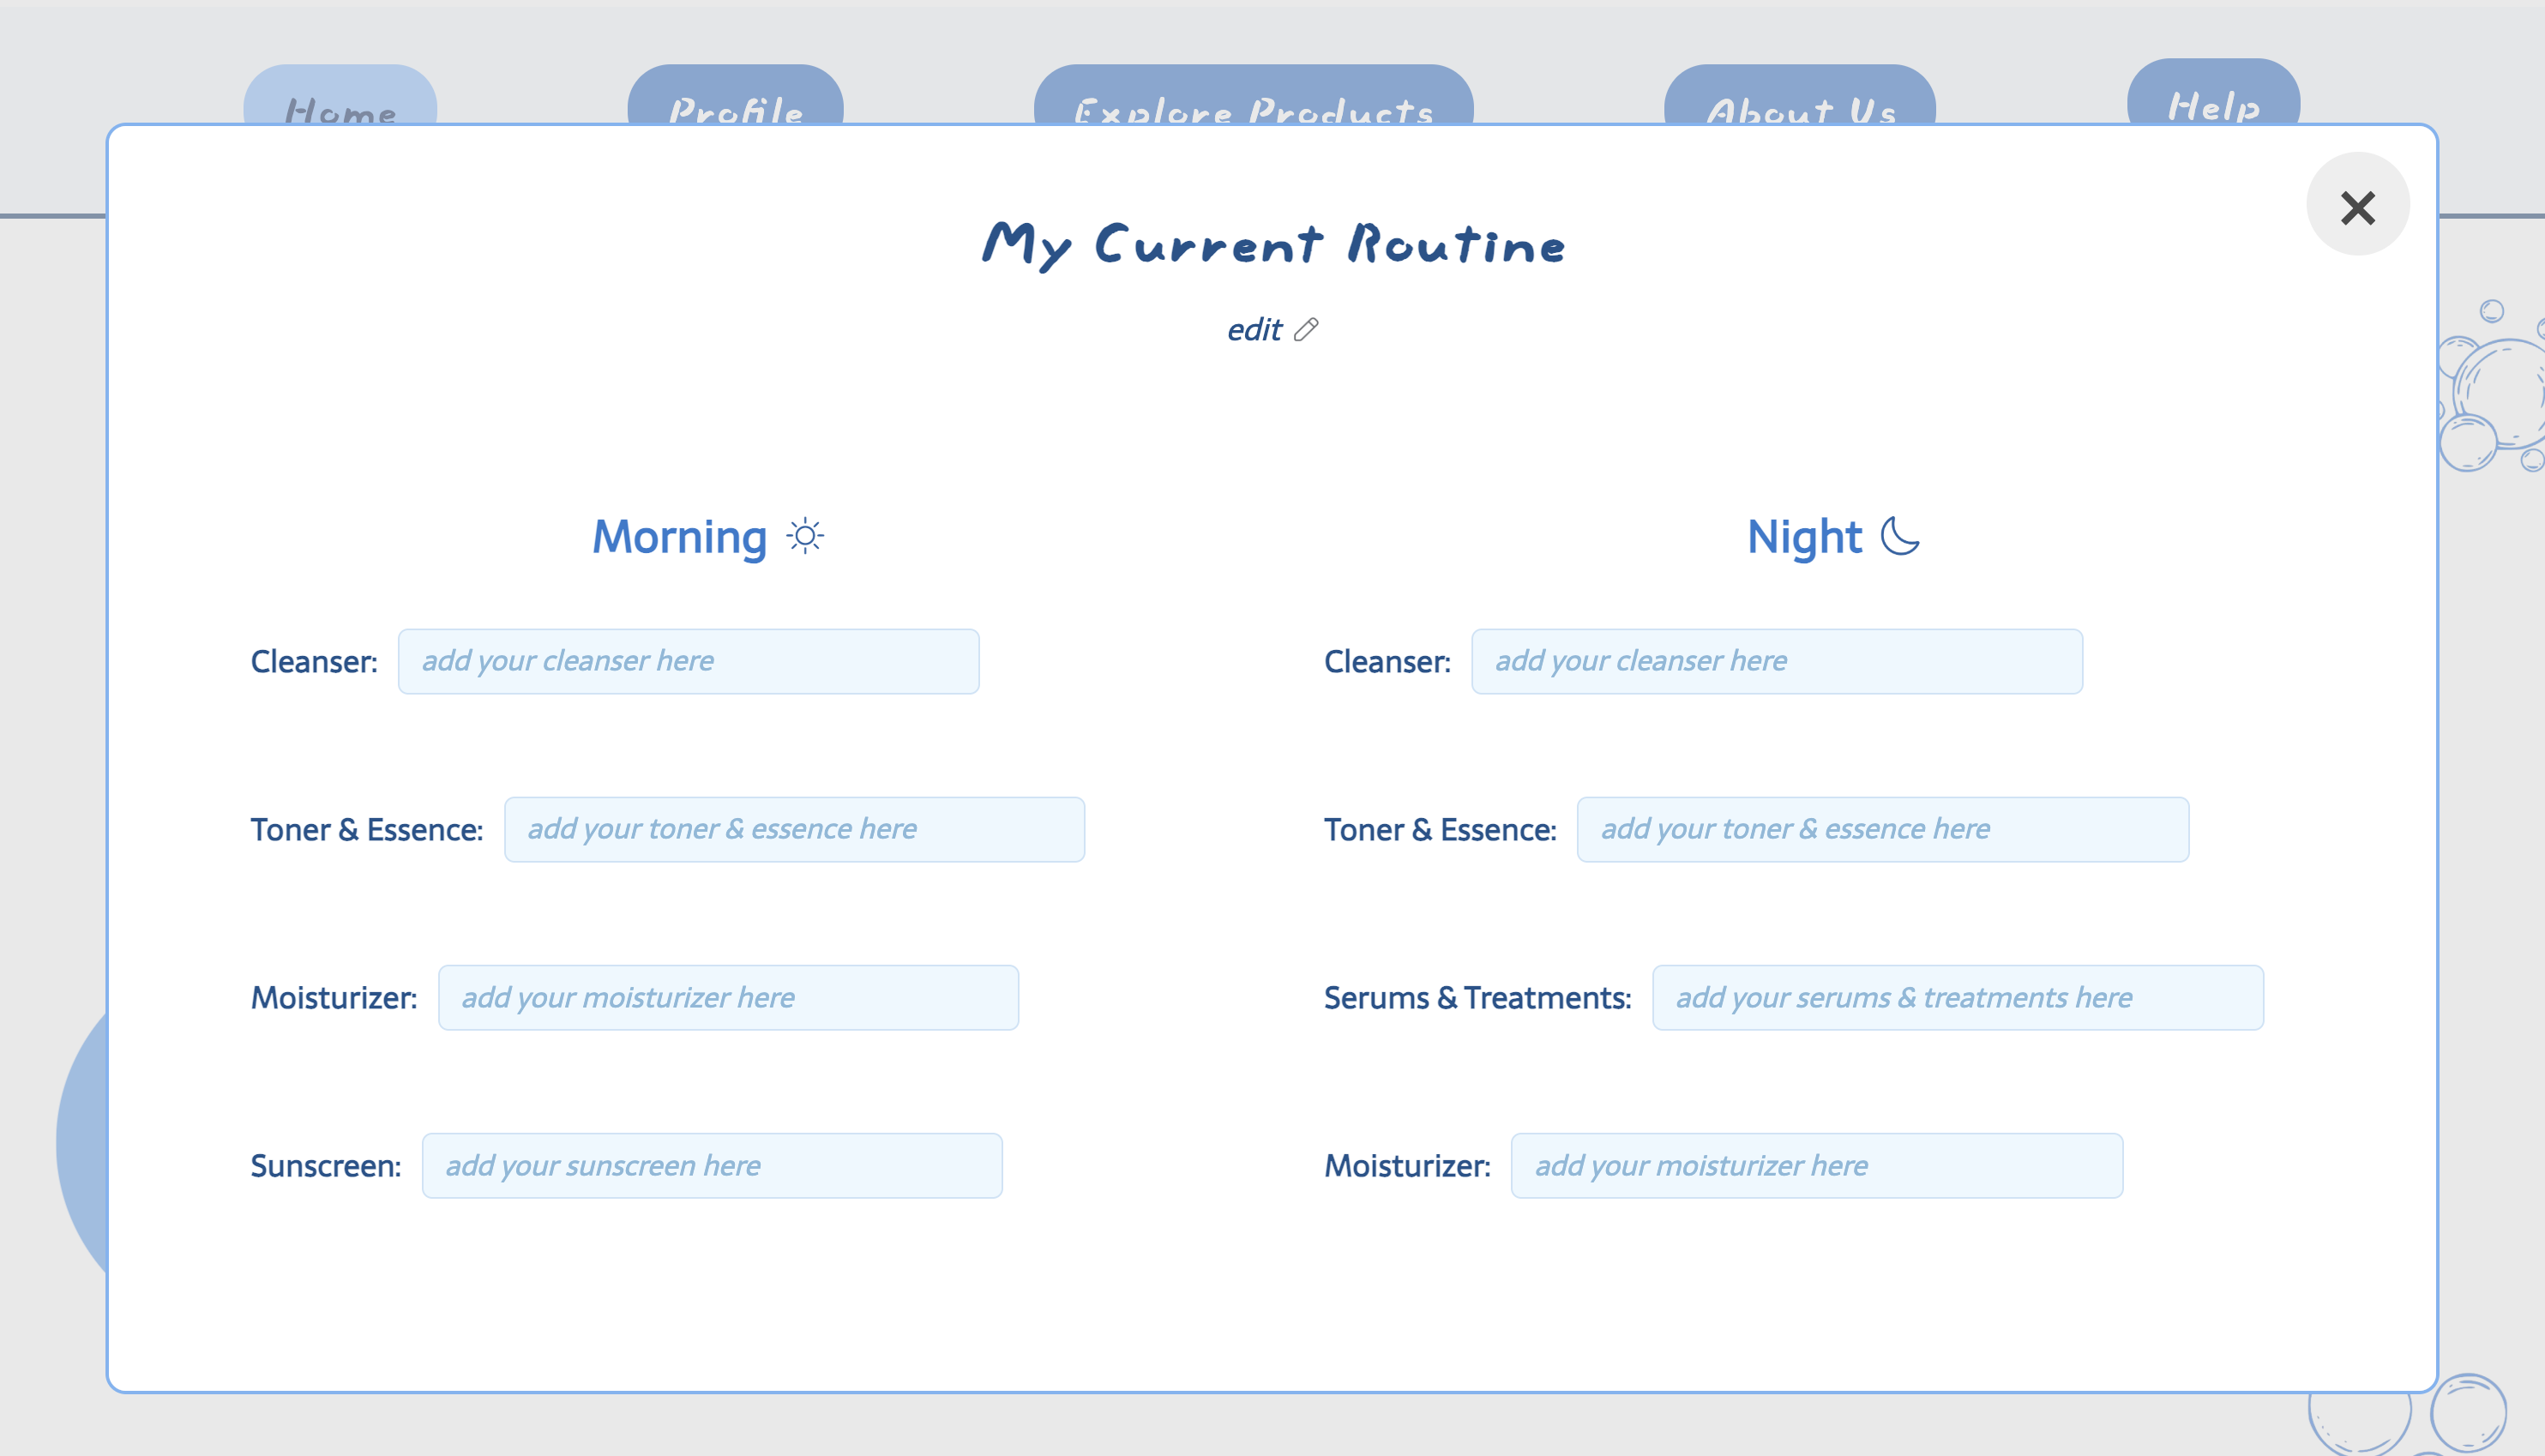 Home
Profile
Explore Products
About Us
Help
My Current Routine
edit
Morning
Cleanser: add your cleanser here
Toner & Essence: add your toner & essence here
Moisturizer: add your moisturizer here
Sunscreen: add your sunscreen here
Night
Cleanser: add your cleanser here
Toner & Essence: add your toner & essence here
Serums & Treatments: add your serums & treatments here
Moisturizer: add your moisturizer here